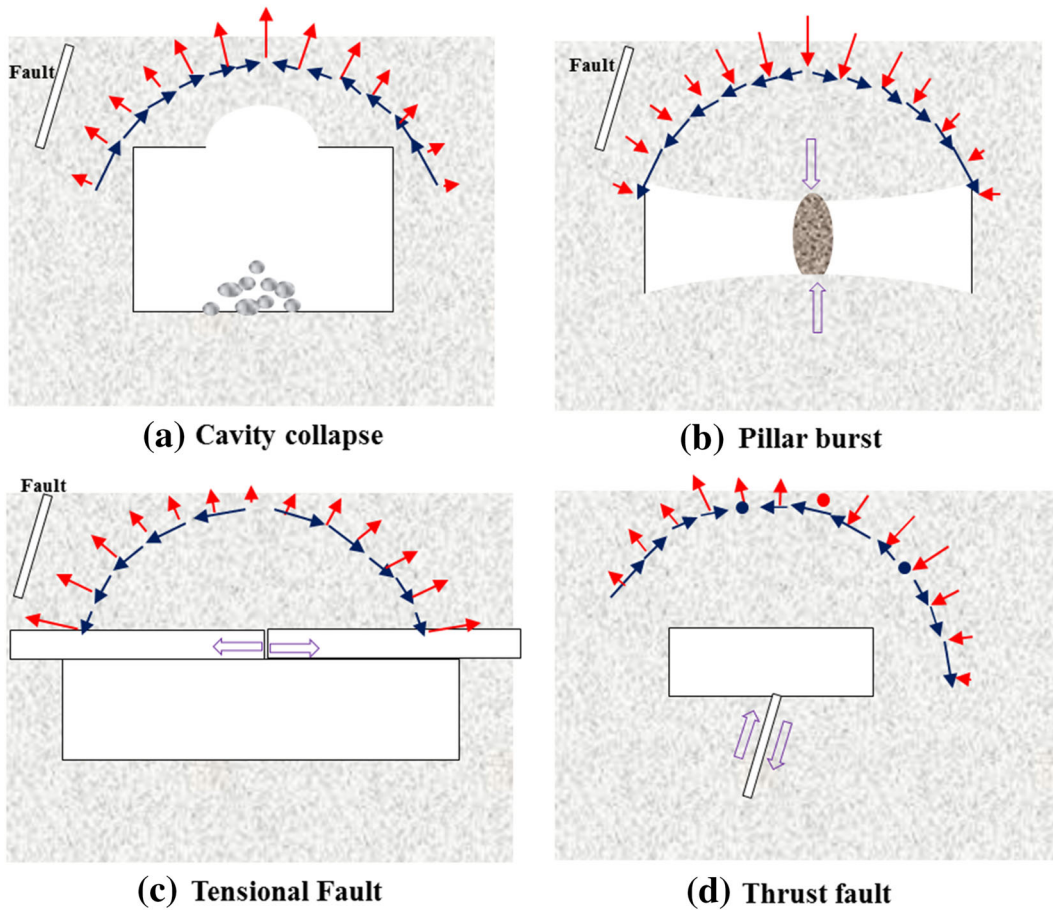 Fault
Fault
(a) Cavity collapse
(b) Pillar burst
Fault
(c) Tensional Fault
(d) Thrust fault